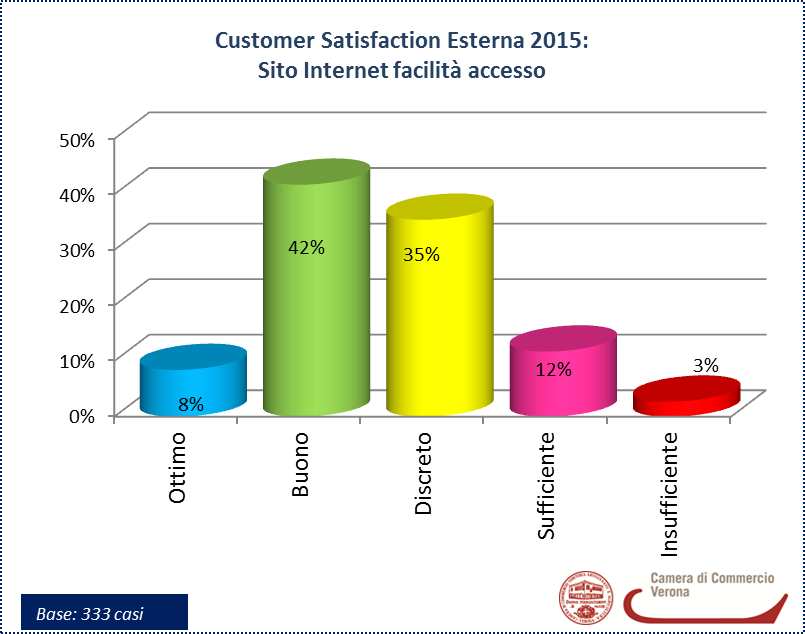 Customer Satisfaction Esterna 2015:
Sito Internet facilità accesso
50%
40%
30%
20%
10%
0%
8%
42%
35%
12%
3%
Ottimo
Buono
Discreto
Sufficiente
Insufficiente
Base: 333 casi
Camera di Commercio
Verona